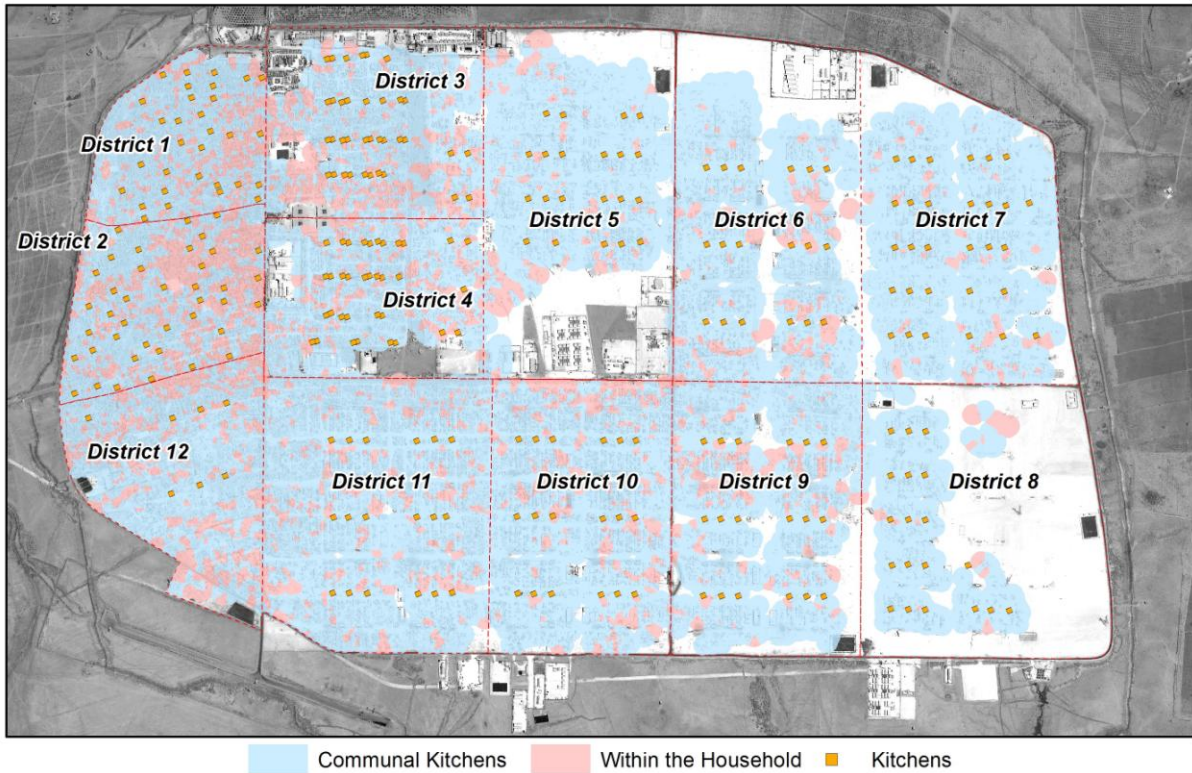 District 3
District 1
District 5
District 6
District 7
District 2
District 4
District 12
District 11
District 10
District 9
District 8
Communal Kitchens
Within the Household
Kitchens